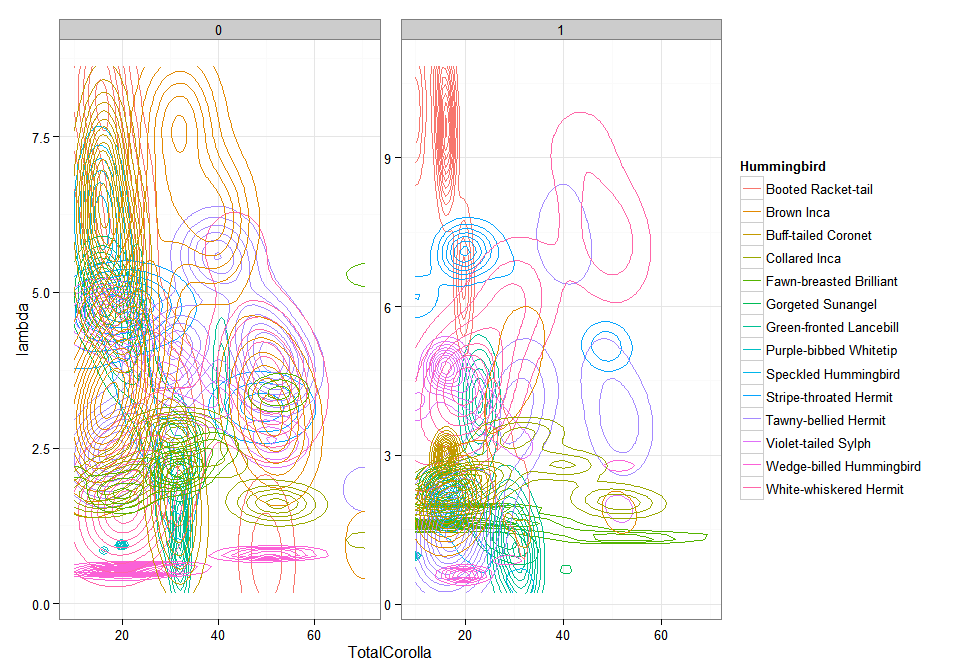 0
1
7.5
5.0
2.5
0.0
9
6
3
0
20
40
60
20
40
60
lambda
TotalCorolla
Hummingbird
Booted Racket-tail
Brown Inca
Buff-tailed Coronet
Collared Inca
Fawn-breasted Brilliant
Gorgeted Sunangel
Green-fronted Lancebill
Purple-bibbed Whitetip
Speckled Hummingbird
Stripe-throated Hermit
Tawny-bellied Hermit
Violet-tailed Sylph
Wedge-billed Hummingbird
White-whiskered Hermit